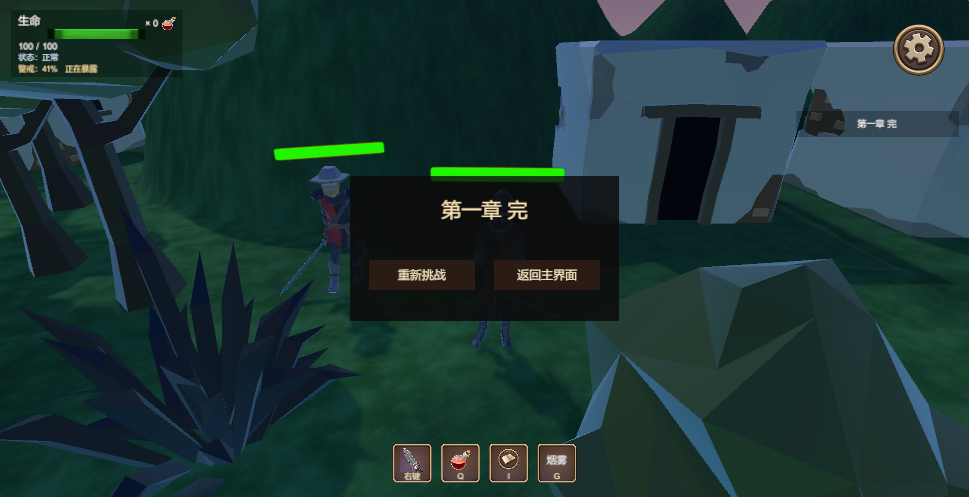 生命
× 0
100 / 100
状态：正常
警戒：41% 正在暴露
第一章 完
第一章 完
重新挑战
返回主界面
右键
Q
I
烟雾
G